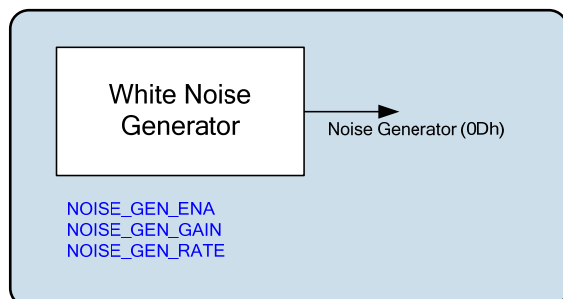 White Noise
Generator
Noise Generator (0Dh)
NOISE_GEN_ENA
NOISE_GEN_GAIN
NOISE_GEN_RATE